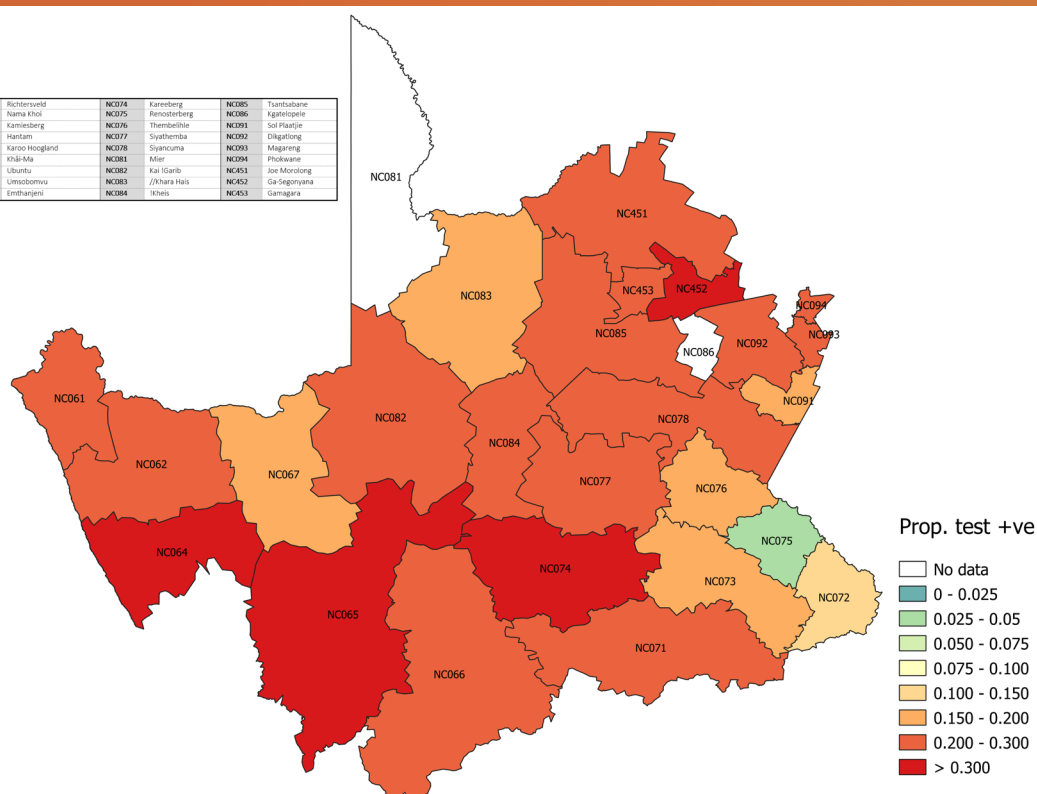 Richtersveld NC074 Kareeberg NC085 Tsantsabane
Nama Khoi NC075 Renosterberg NC086 Kgatelopele
Kamiesberg NC076 Thembelihle NC091 Sol Plaatjie
Hantam NC077 Siyathemba NC092 Dikgatlong
Karoo Hoogland NC078 Siyancuma NC093 Magareng
Khâi-Ma NC081 Mier NC094 Phokwane
Ubuntu NC082 Kai !Garib NC451 Joe Morolong
Umsobomvu NC083 //Khara Hais NC452 Ga-Segonyana
Emthanjeni NC084 !Kheis NC453 Gamagara
NC081
NC451
NC083
NC453
NC452
NC094
NC085
NC093
NC092
NC086
NC061
NC091
NC082
NC078
NC084
NC062
NC067
NC077
NC076
NC075
NC064
NC074
NC073
NC072
NC065
NC071
NC066
Prop. test +ve
No data
0 - 0.025
0.025 - 0.05
0.050 - 0.075
0.075 - 0.100
0.100 - 0.150
0.150 - 0.200
0.200 - 0.300
> 0.300